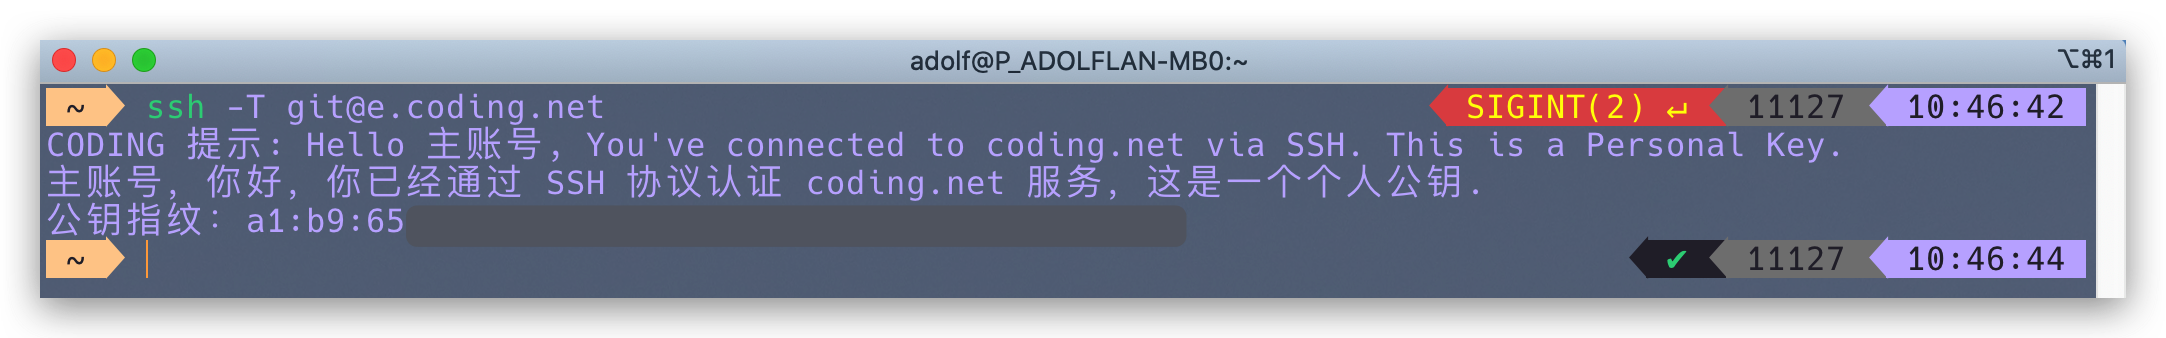 adolf@P_ADOLFLAN-MB0:~ ⌥⌘1
~ ssh -T git@e.coding.net SIGINT(2) ↵ 11127 10:46:42
CODING 提示: Hello 主账号, You've connected to coding.net via SSH. This is a Personal Key.
主账号, 你好, 你已经通过 SSH 协议认证 coding.net 服务, 这是一个个人公钥.
公钥指纹: a1:b9:65
~ ✔ 11127 10:46:44